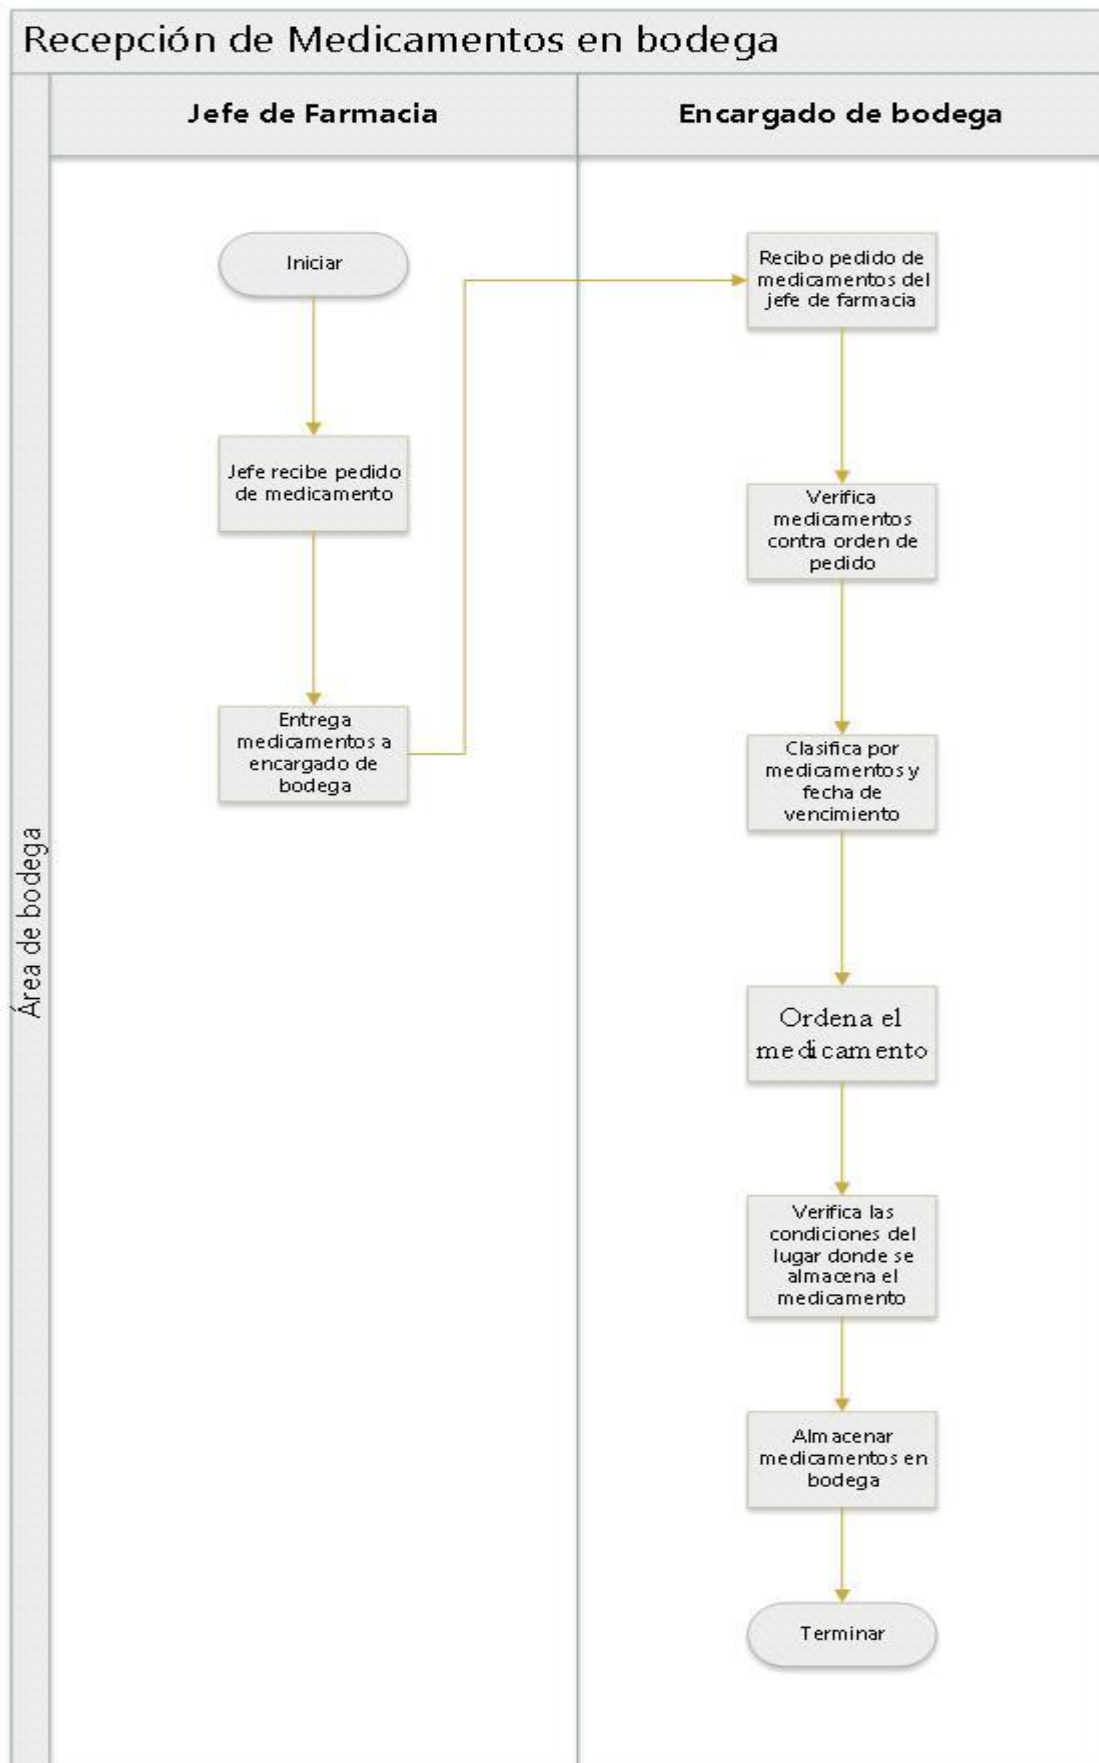 Recepción de Medicamentos en bodega
Jefe de Farmacia
Encargado de bodega
Área de bodega
Iniciar
Jefe recibe pedido
de medicamento
Entrega
medicamentos a
encargado de
bodega
Recibo pedido de
medicamentos del
jefe de farmacia
Verifica
medicamentos
contra orden de
pedido
Clasifica por
medicamentos y
fecha de
vencimiento
Ordena el
medicamento
Verifica las
condiciones del
lugar donde se
almacena el
medicamento
Almacenar
medicamentos en
bodega
Terminar